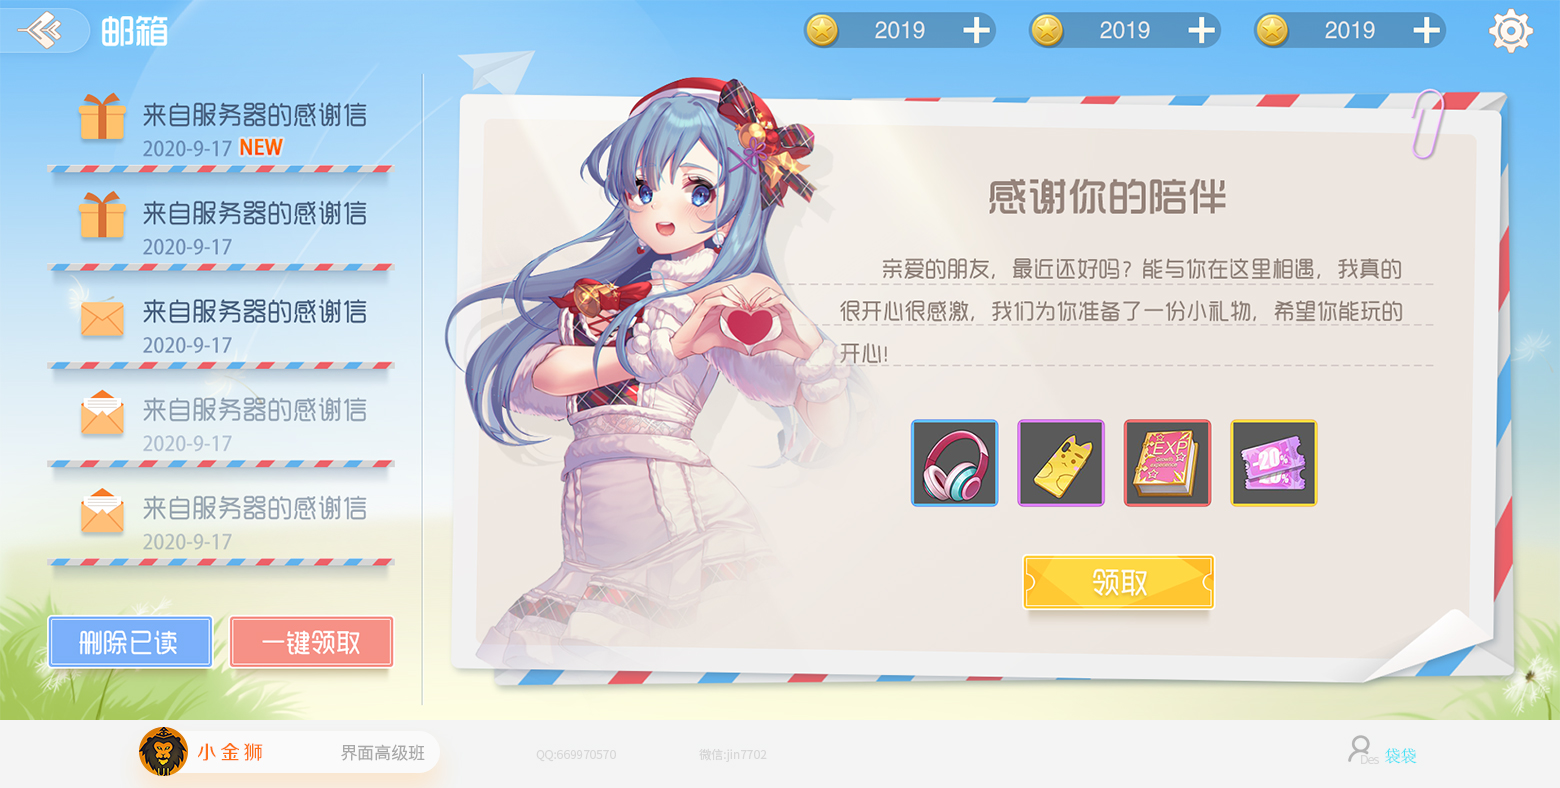 邮箱
2019
2019
2019
来自服务器的感谢信
2020-9-17 NEW
来自服务器的感谢信
2020-9-17
来自服务器的感谢信
2020-9-17
来自服务器的感谢信
2020-9-17
来自服务器的感谢信
2020-9-17
删除已读
一键领取
感谢你的陪伴
亲爱的朋友，最近还好吗？能与你在这里相遇，我真的
很开心很感激，我们为你准备了一份小礼物，希望你能玩的
开心!
EXP
Growth
experience
-20%
领取
小金狮
界面高级班
QQ:669970570
微信:jin7702
Des
袋袋